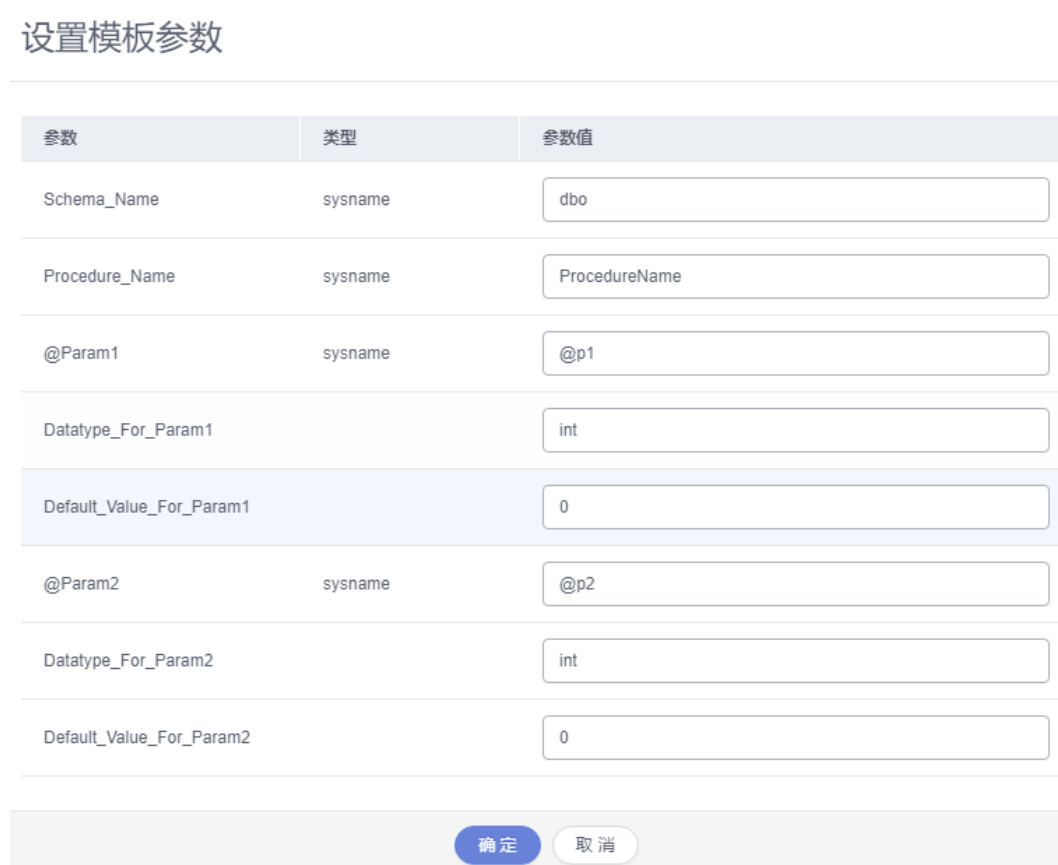 设置模板参数
参数 类型 参数值
Schema_Name sysname dbo
Procedure_Name sysname ProcedureName
@Param1 sysname @p1
Datatype_For_Param1 int
Default_Value_For_Param1 0
@Param2 sysname @p2
Datatype_For_Param2 int
Default_Value_For_Param2 0
确定 取消